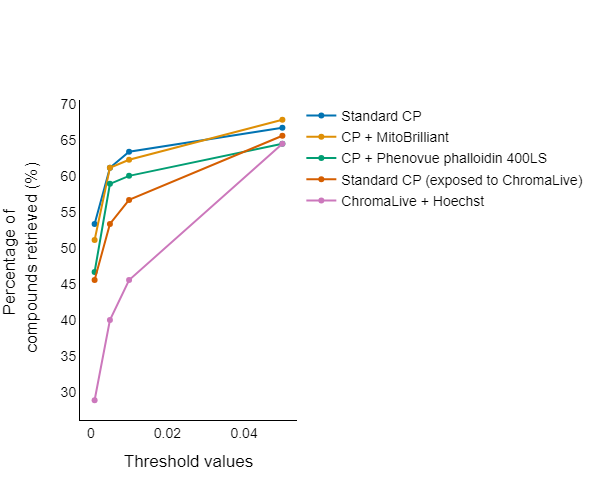 Percentage of
compounds retrieved (%)
70
65
60
55
50
45
40
35
30
0
0.02
0.04
Threshold values
Standard CP
CP + MitoBrilliant
CP + Phenovue phalloidin 400LS
Standard CP (exposed to ChromaLive)
ChromaLive + Hoechst